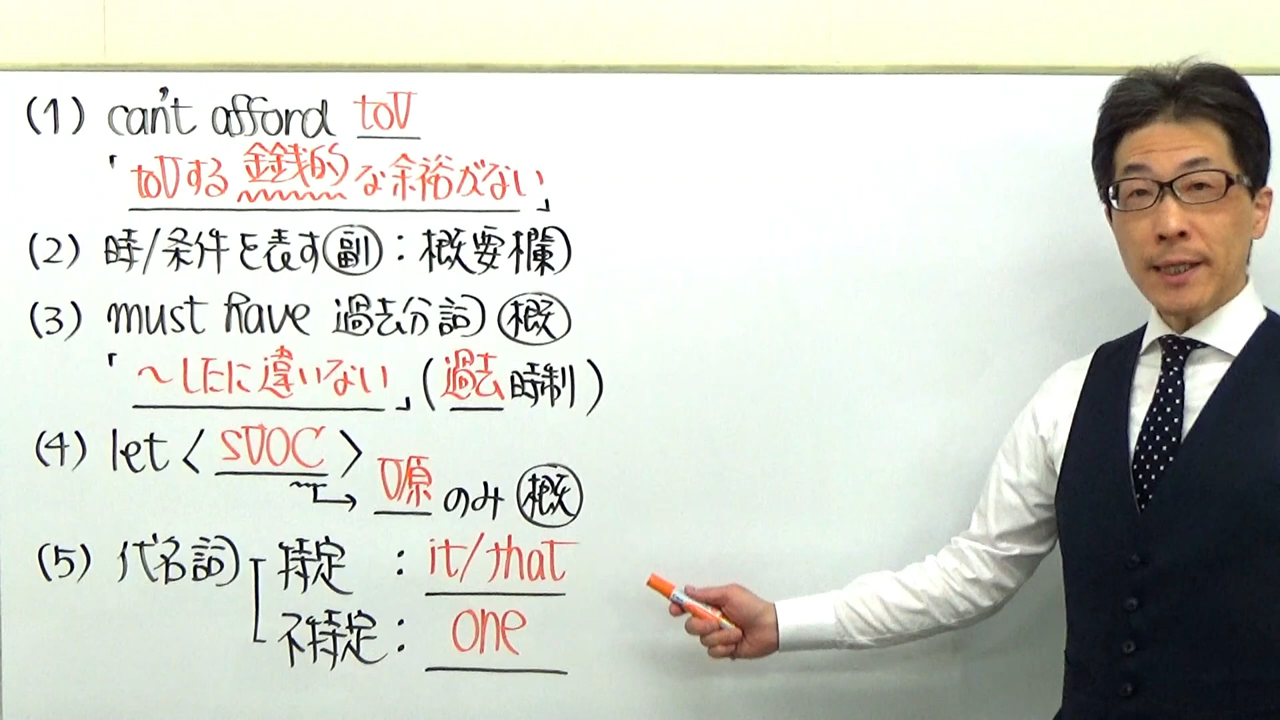 (1) can't afford toV
「toVする金銭的な余裕がない」
(2) 時/条件を表す副:概要欄)
(3) must have 過去分詞) 概
「～したに違いない」(過去時制)
(4) let〈SVOC〉
→V原のみ 概
(5) 代名詞) 特定 : it/that
不特定 : one